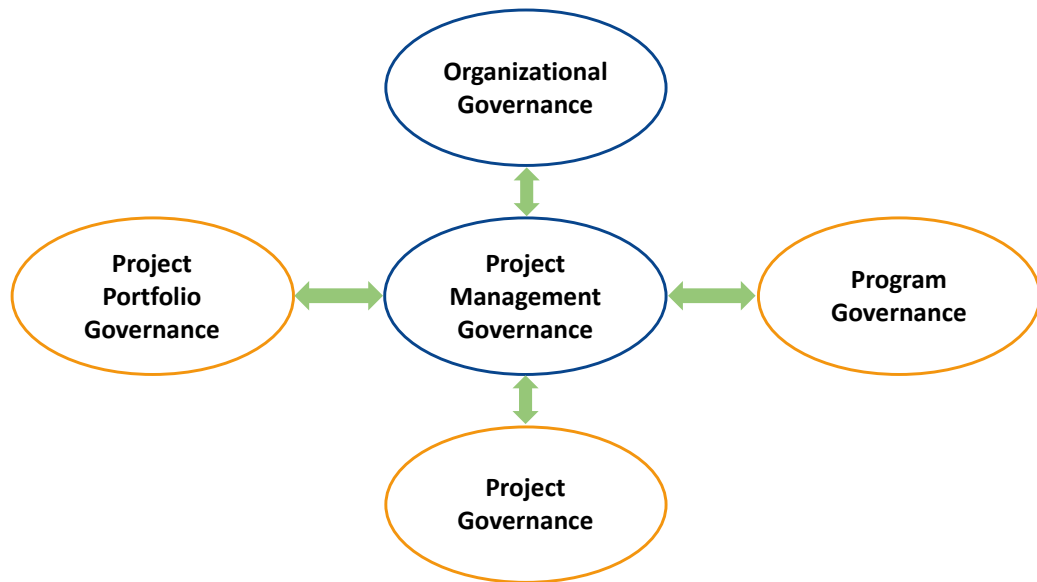 Organizational
Governance
Project
Portfolio
Governance
Project
Management
Governance
Program
Governance
Project
Governance